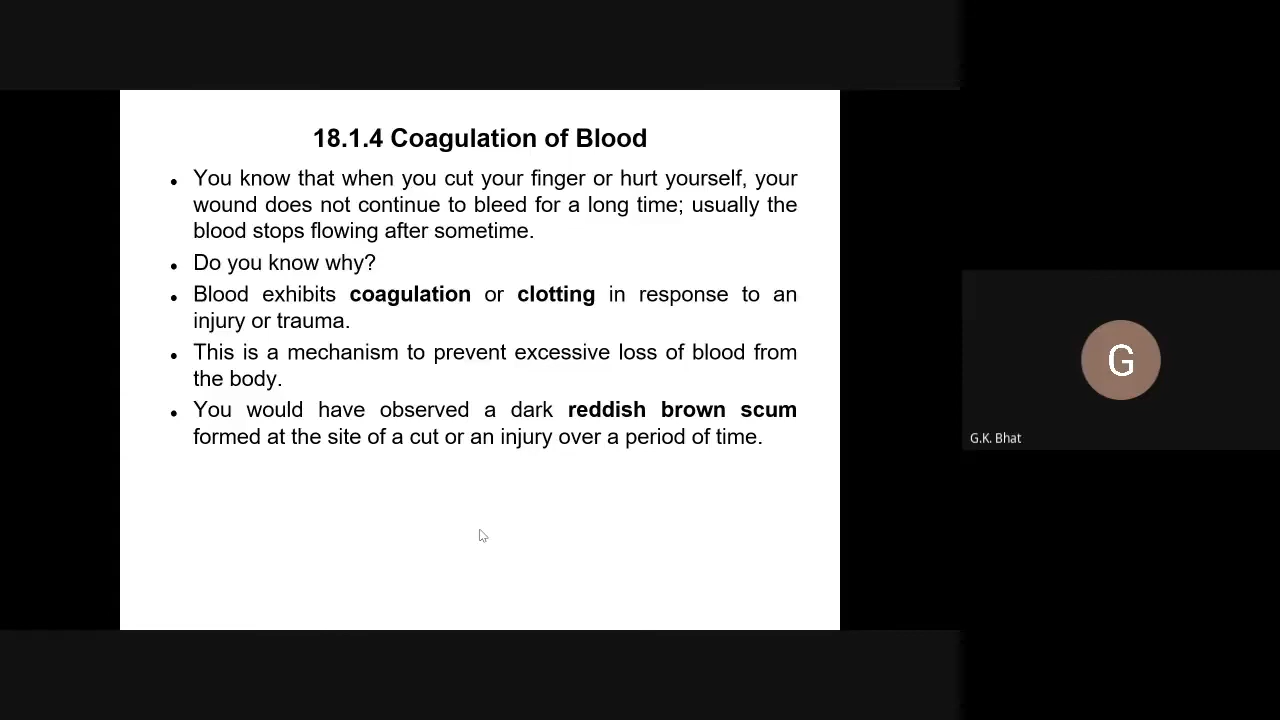 18.1.4 Coagulation of Blood
• You know that when you cut your finger or hurt yourself, your
wound does not continue to bleed for a long time; usually the
blood stops flowing after sometime.
• Do you know why?
• Blood exhibits coagulation or clotting in response to an
injury or trauma.
• This is a mechanism to prevent excessive loss of blood from
the body.
• You would have observed a dark reddish brown scum
formed at the site of a cut or an injury over a period of time.
G
G.K. Bhat